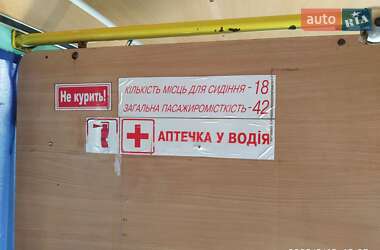 auto RIA
Не курить!
КІЛЬКІСТЬ МІСЦЬ ДЛЯ СИДІННЯ - 18
ЗАГАЛЬНА ПАСАЖИРОМІСТКІСТЬ - 42
АПТЕЧКА У ВОДІЯ